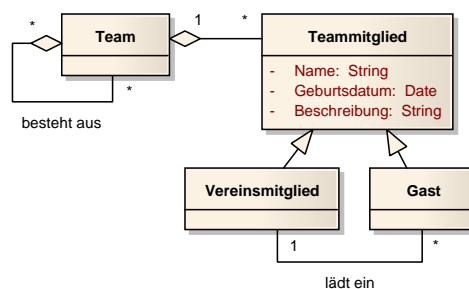 Team
*
*
besteht aus
1
*
Teammitglied
- Name: String
- Geburtsdatum: Date
- Beschreibung: String
Vereinsmitglied
Gast
1
*
lädt ein